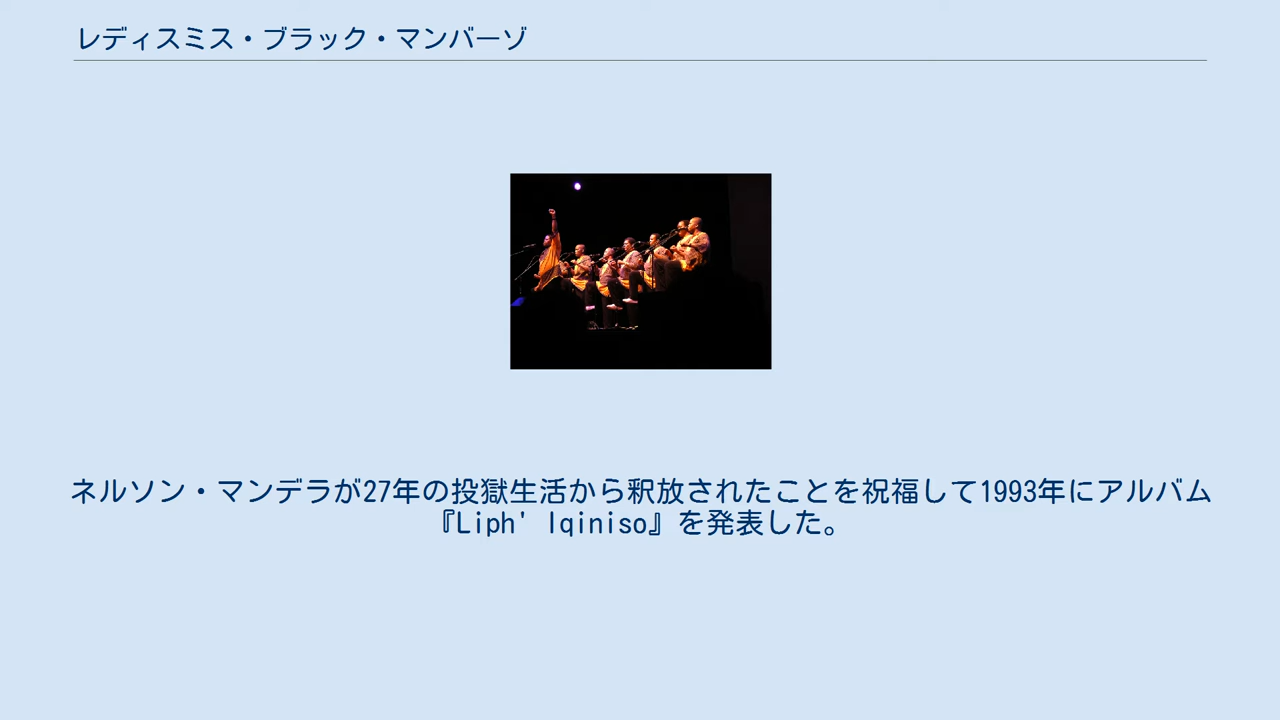 レディスミス・ブラック・マンバーゾ
ネルソン・マンデラが27年の投獄生活から釈放されたことを祝福して1993年にアルバム
『Liph' Iqiniso』を発表した。